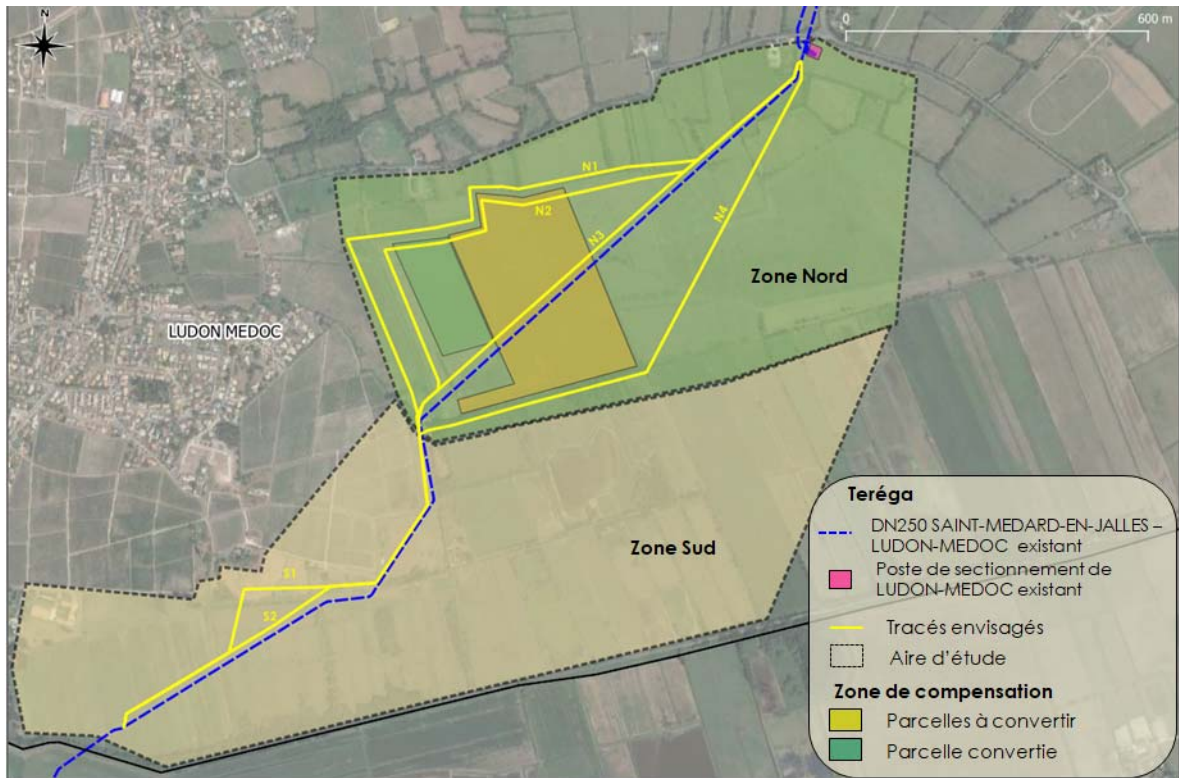 N
0 600 m
N1
N2
N3
N4
Zone Nord
LUDON MEDOC
Zone Sud
S1
S2
Teréga
DN250 SAINT-MEDARD-EN-JALLES –
LUDON-MEDOC existant
Poste de sectionnement de
LUDON-MEDOC existant
Tracés envisagés
Aire d'étude
Zone de compensation
Parcelles à convertir
Parcelle convertie